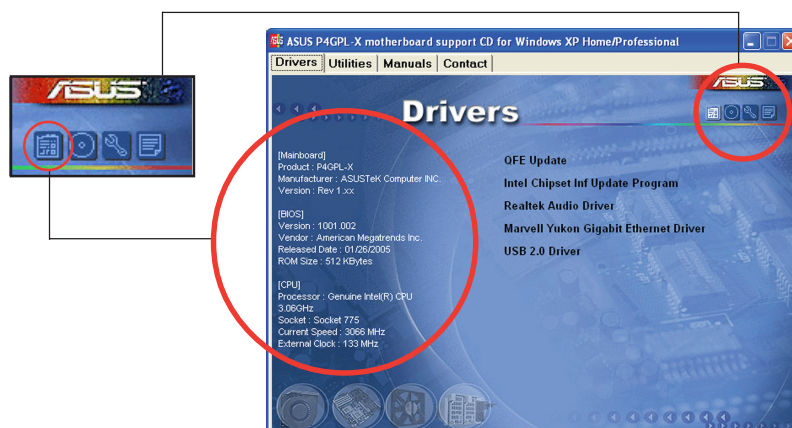 ASUS P4GPL-X motherboard support CD for Windows XP Home/Professional
Drivers Utilities Manuals Contact
ASUS
ASUS
Drivers
[Mainboard]
Product : P4GPL-X
Manufacturer : ASUSTeK Computer INC.
Version : Rev 1.xx
[BIOS]
Version : 1001.002
Vendor : American Megatrends Inc.
Released Date : 01/26/2005
ROM Size : 512 KBytes
[CPU]
Processor : Genuine Intel(R) CPU
3.06GHz
Socket : Socket 775
Current Speed : 3066 MHz
External Clock : 133 MHz
QFE Update
Intel Chipset Inf Update Program
Realtek Audio Driver
Marvell Yukon Gigabit Ethernet Driver
USB 2.0 Driver